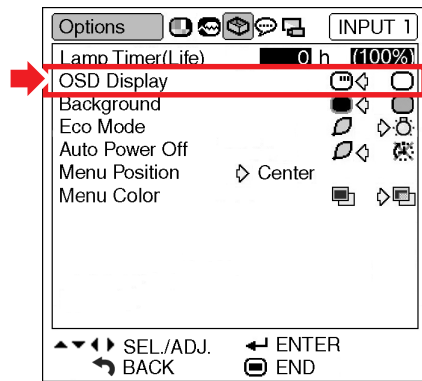 Options INPUT 1
Lamp Timer(Life) 0 h (100%)
OSD Display
Background
Eco Mode
Auto Power Off
Menu Position Center
Menu Color
SEL./ADJ. ENTER
BACK END